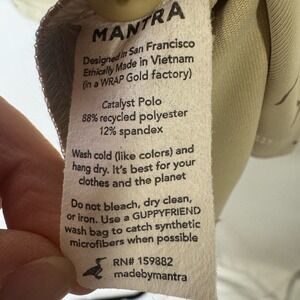 MANTRA
Designed in San Francisco
Ethically Made in Vietnam
(in a WRAP Gold factory)
Catalyst Polo
88% recycled polyester
12% spandex
Wash cold (like colors) and
hang dry. It's best for your
clothes and the planet
Do not bleach, dry clean,
or iron. Use a GUPPYFRIEND
wash bag to catch synthetic
microfibers when possible
RN# 159882
madebymantra